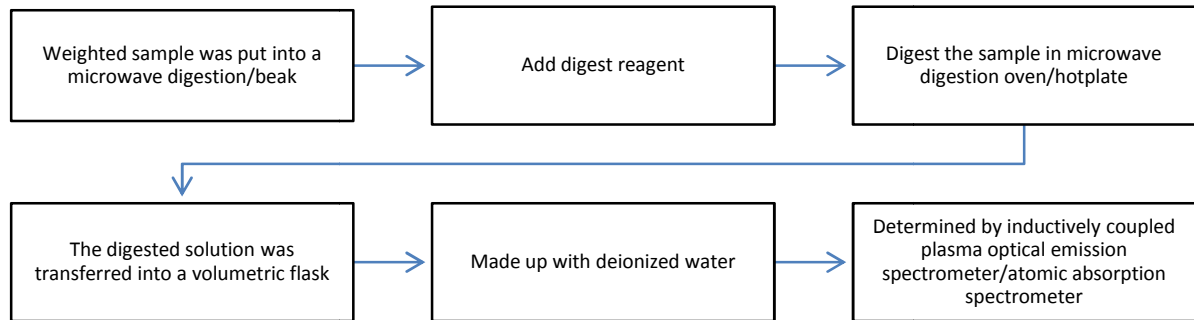 Weighted sample was put into a
microwave digestion/beak
Add digest reagent
Digest the sample in microwave
digestion oven/hotplate
The digested solution was
transferred into a volumetric flask
Made up with deionized water
Determined by inductively coupled
plasma optical emission
spectrometer/atomic absorption
spectrometer